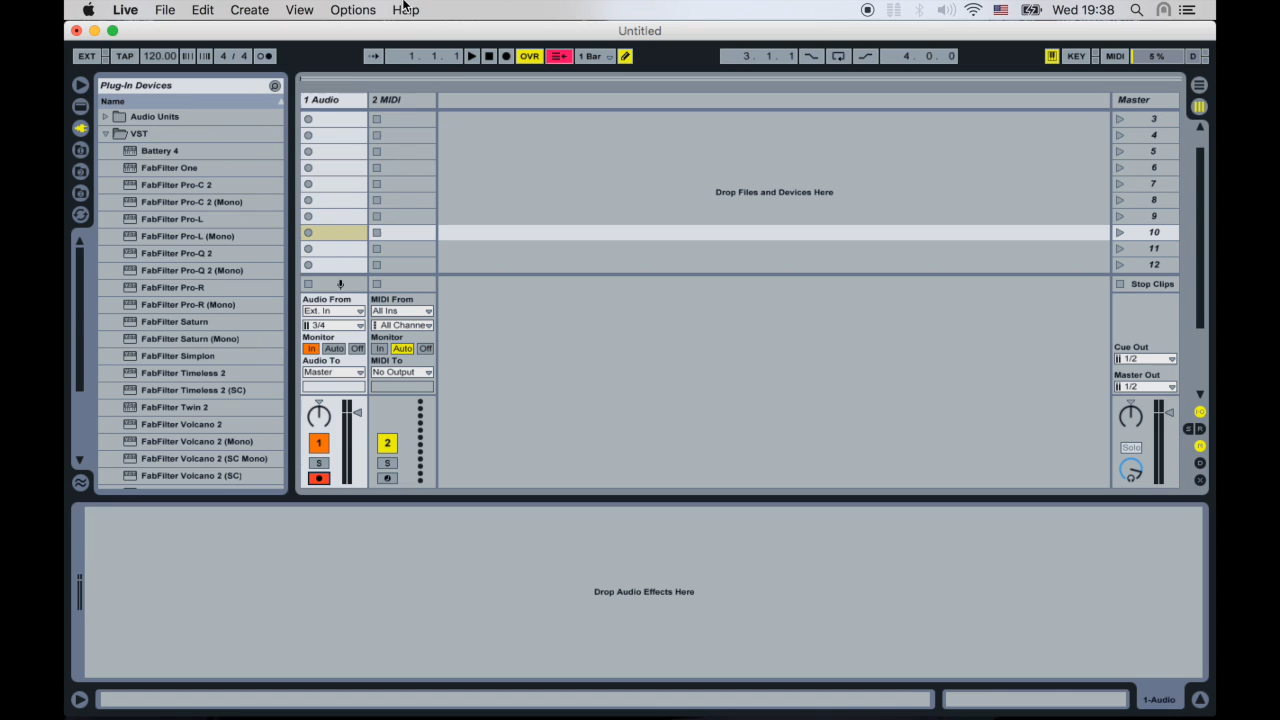 Live File Edit Create View Options Help Wed 19:38
Untitled
EXT TAP 120.00 4 / 4 1. 1. 1 OVR 1 Bar 3. 1. 1 4. 0. 0 KEY MIDI 5 % D
Plug-In Devices
Name
Audio Units
VST
Battery 4
FabFilter One
FabFilter Pro-C 2
FabFilter Pro-C 2 (Mono)
FabFilter Pro-L
FabFilter Pro-L (Mono)
FabFilter Pro-Q 2
FabFilter Pro-Q 2 (Mono)
FabFilter Pro-R
FabFilter Pro-R (Mono)
FabFilter Saturn
FabFilter Saturn (Mono)
FabFilter Simplon
FabFilter Timeless 2
FabFilter Timeless 2 (SC)
FabFilter Twin 2
FabFilter Volcano 2
FabFilter Volcano 2 (Mono)
FabFilter Volcano 2 (SC Mono)
FabFilter Volcano 2 (SC)
1 Audio 2 MIDI Master
3
4
5
6
7
8
9
10
11
12
Drop Files and Devices Here
Stop Clips
Audio From MIDI From
Ext. In All Ins
3/4 All Channe
Monitor Monitor
In Auto Off In Auto Off
Audio To MIDI To
Master No Output
Cue Out
1/2
Master Out
1/2
1 2
S S
Solo
S R
D
X
Drop Audio Effects Here
1-Audio